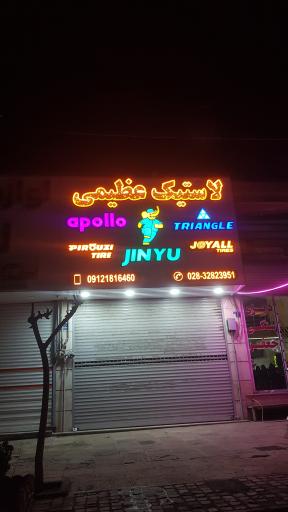 لاستیک عظیمی
apollo
TRIANGLE
PIROUZI TIRE
JINYU
JOYALL TIRES
09121816460
028-32823951